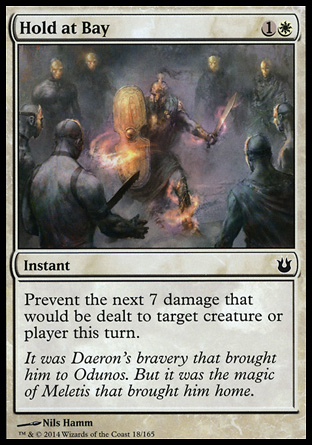 Hold at Bay 1
Instant
Prevent the next 7 damage that
would be dealt to target creature or
player this turn.
It was Daeron's bravery that brought
him to Odunos. But it was the magic
of Meletis that brought him home.
Nils Hamm
™ & © 2014 Wizards of the Coast 18/165